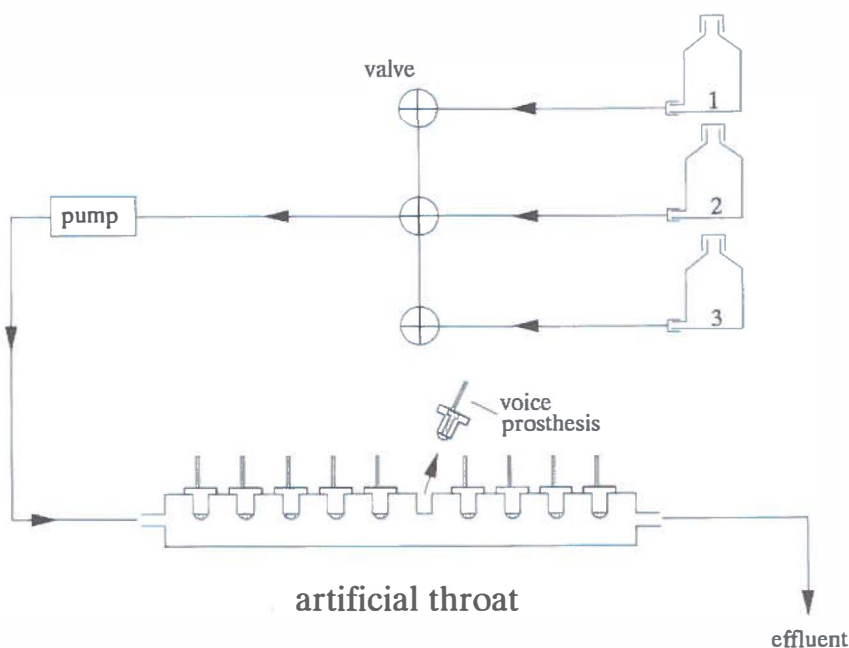 valve
1
pump
2
3
voice
prosthesis
artificial throat
effluent